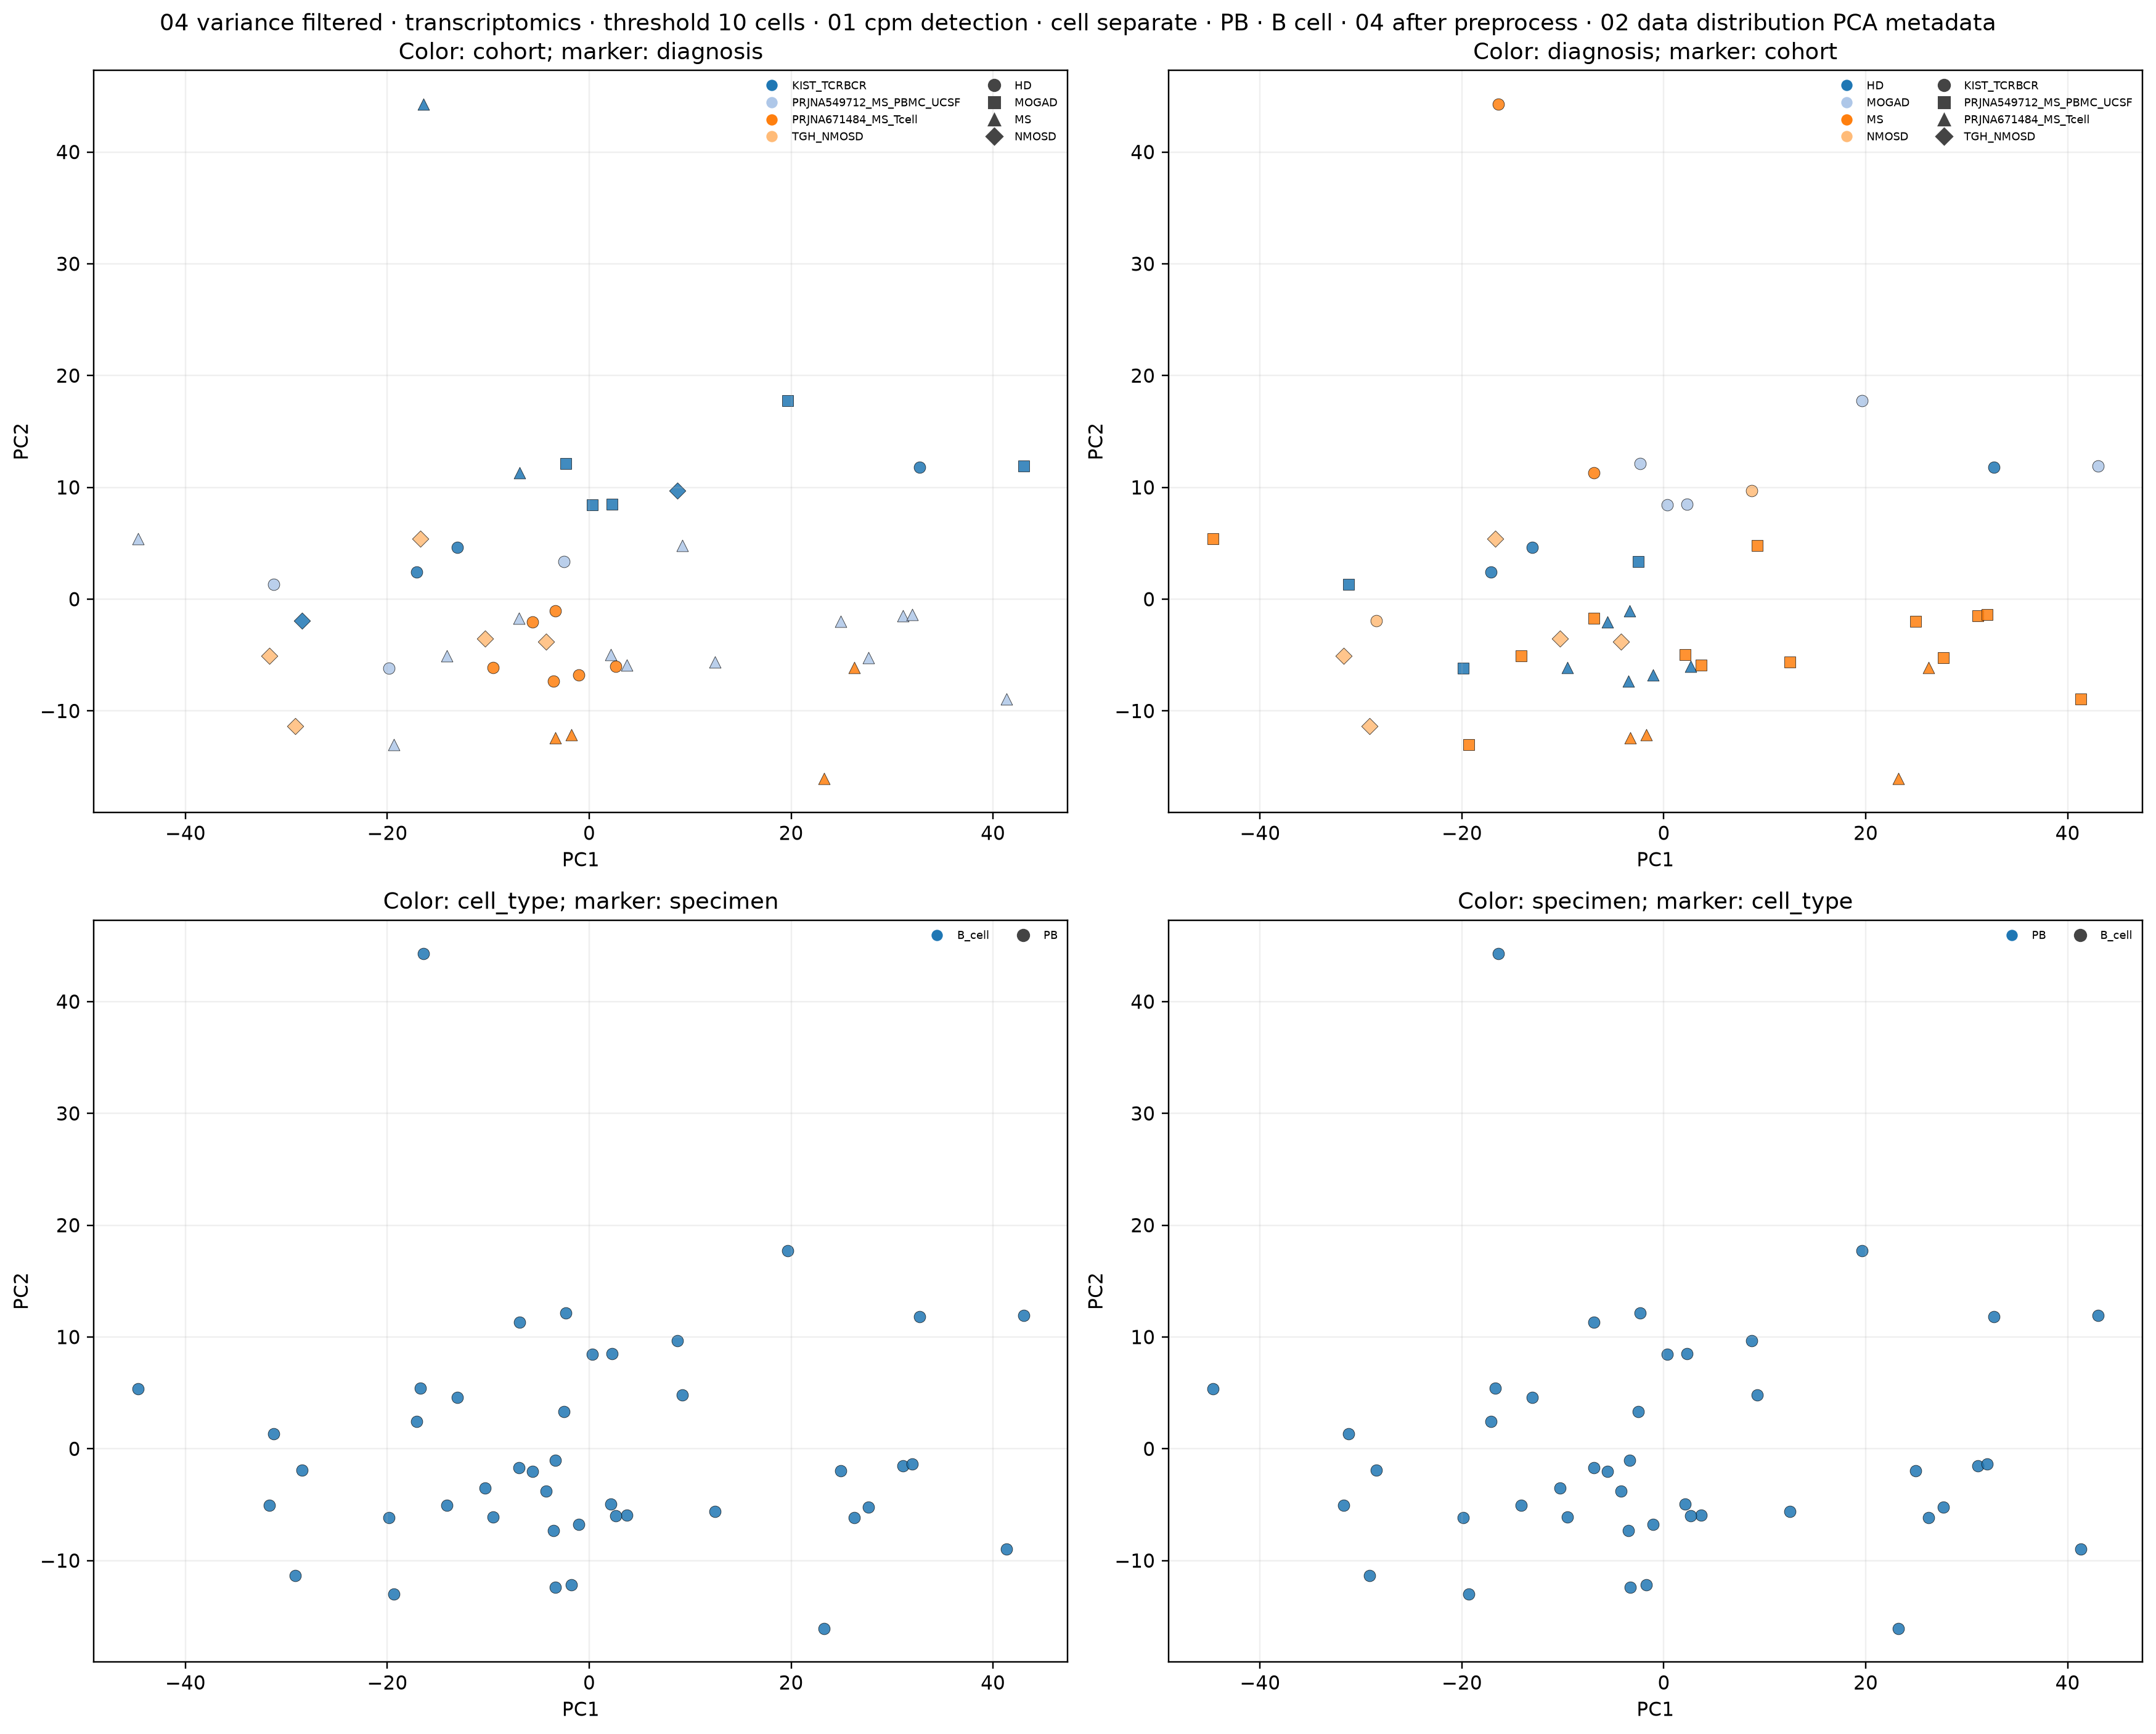 04 variance filtered · transcriptomics · threshold 10 cells · 01 cpm detection · cell separate · PB · B cell · 04 after preprocess · 02 data distribution PCA metadata
Color: cohort; marker: diagnosis
KIST_TCRBCR
PRJNA549712_MS_PBMC_UCSF
PRJNA671484_MS_Tcell
TGH_NMOSD
HD
MOGAD
MS
NMOSD
40
30
20
10
0
−10
PC2
−40 −20 0 20 40
PC1
Color: diagnosis; marker: cohort
HD
MOGAD
MS
NMOSD
KIST_TCRBCR
PRJNA549712_MS_PBMC_UCSF
PRJNA671484_MS_Tcell
TGH_NMOSD
40
30
20
10
0
−10
PC2
−40 −20 0 20 40
PC1
Color: cell_type; marker: specimen
B_cell PB
40
30
20
10
0
−10
PC2
−40 −20 0 20 40
PC1
Color: specimen; marker: cell_type
PB B_cell
40
30
20
10
0
−10
PC2
−40 −20 0 20 40
PC1